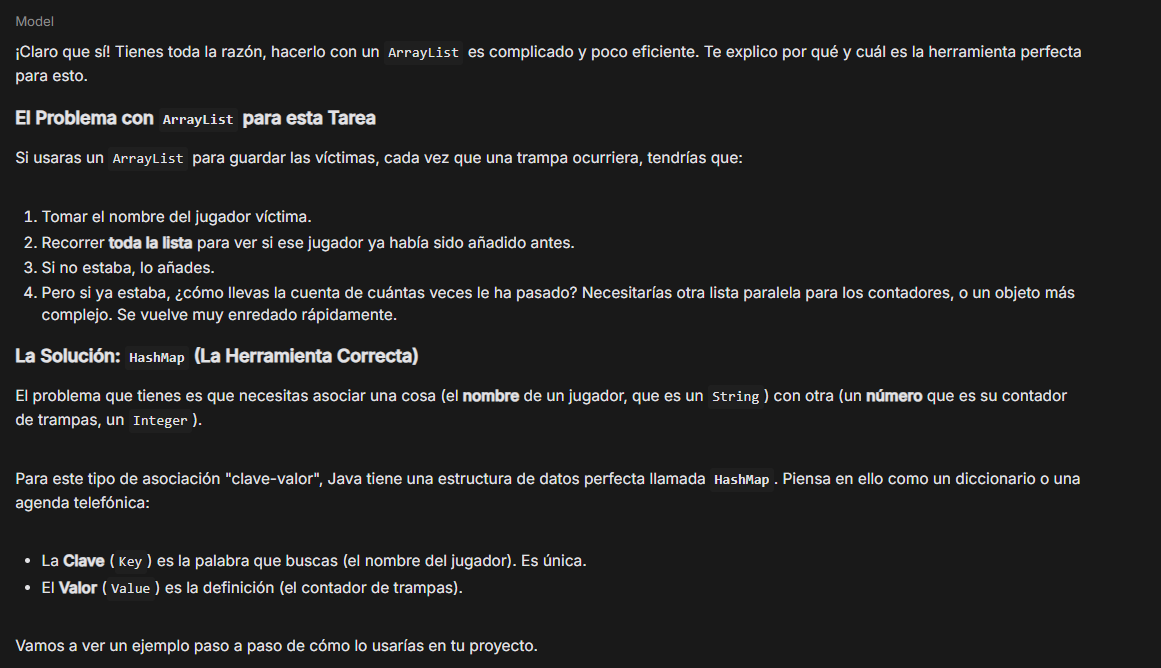 Model
¡Claro que sí! Tienes toda la razón, hacerlo con un ArrayList es complicado y poco eficiente. Te explico por qué y cuál es la herramienta perfecta
para esto.
El Problema con ArrayList para esta Tarea
Si usaras un ArrayList para guardar las víctimas, cada vez que una trampa ocurriera, tendrías que:
1. Tomar el nombre del jugador víctima.
2. Recorrer toda la lista para ver si ese jugador ya había sido añadido antes.
3. Si no estaba, lo añades.
4. Pero si ya estaba, ¿cómo llevas la cuenta de cuántas veces le ha pasado? Necesitarías otra lista paralela para los contadores, o un objeto más
complejo. Se vuelve muy enredado rápidamente.
La Solución: HashMap (La Herramienta Correcta)
El problema que tienes es que necesitas asociar una cosa (el nombre de un jugador, que es un String) con otra (un número que es su contador
de trampas, un Integer).
Para este tipo de asociación "clave-valor", Java tiene una estructura de datos perfecta llamada HashMap. Piensa en ello como un diccionario o una
agenda telefónica:
• La Clave (Key) es la palabra que buscas (el nombre del jugador). Es única.
• El Valor (Value) es la definición (el contador de trampas).
Vamos a ver un ejemplo paso a paso de cómo lo usarías en tu proyecto.